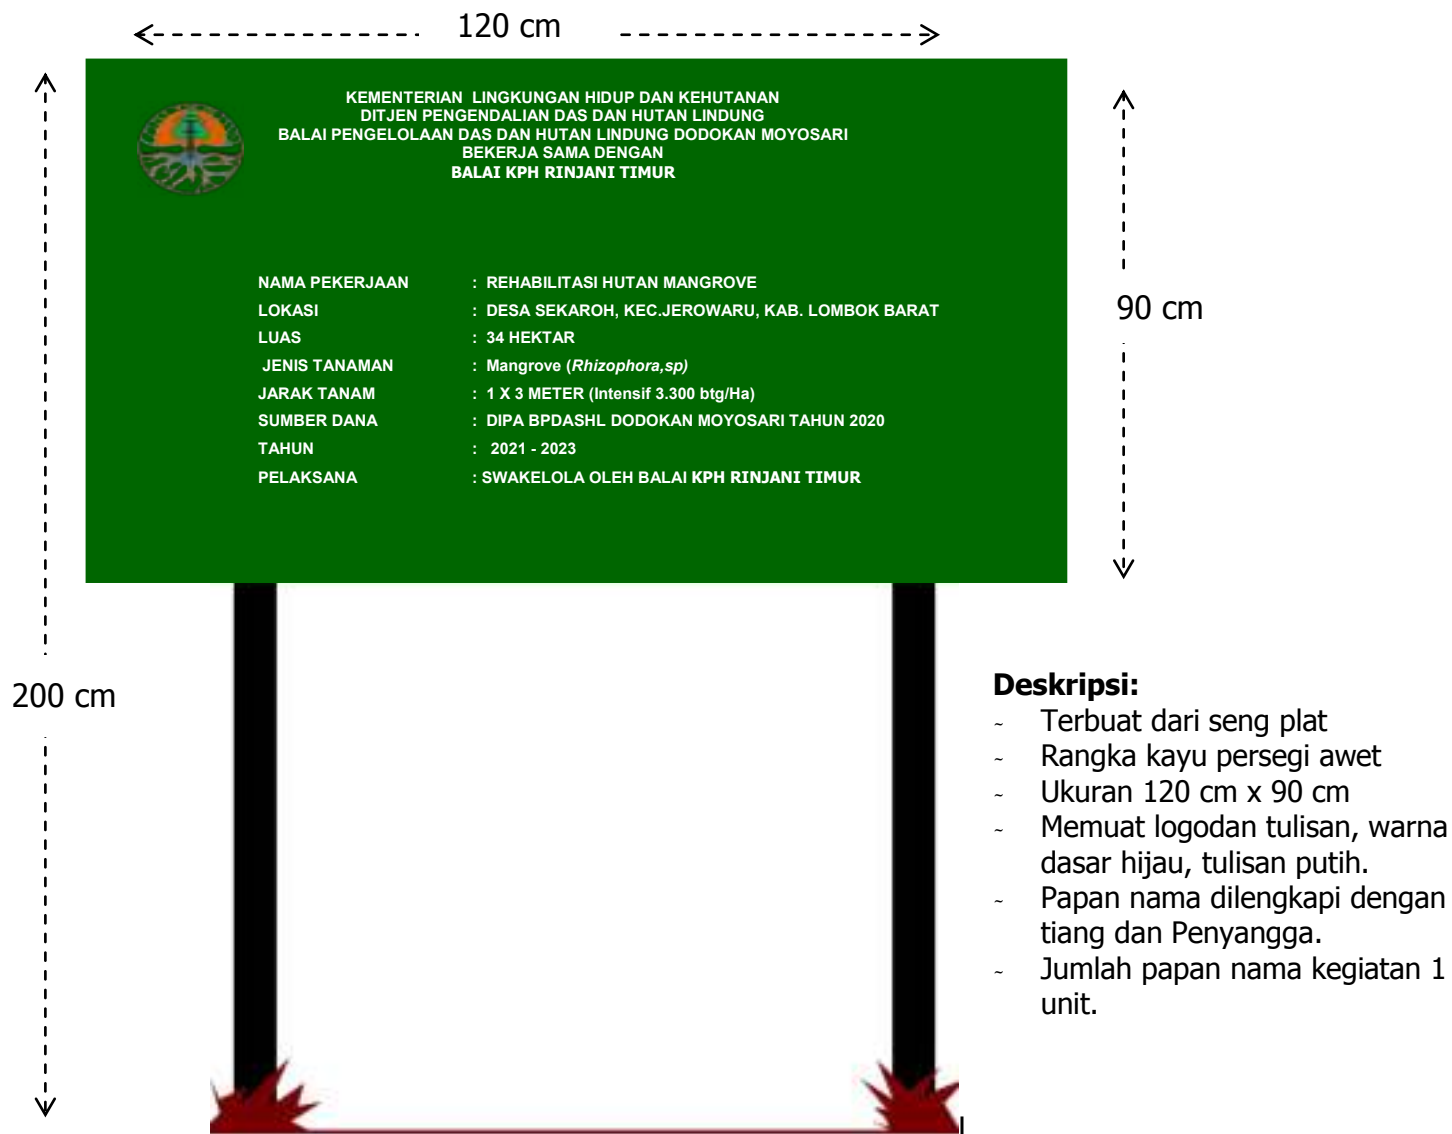 120 cm
KEMENTERIAN LINGKUNGAN HIDUP DAN KEHUTANAN
DITJEN PENGENDALIAN DAS DAN HUTAN LINDUNG
BALAI PENGELOLAAN DAS DAN HUTAN LINDUNG DODOKAN MOYOSARI
BEKERJA SAMA DENGAN
BALAI KPH RINJANI TIMUR
NAMA PEKERJAAN : REHABILITASI HUTAN MANGROVE
LOKASI : DESA SEKAROH, KEC.JEROWARU, KAB. LOMBOK BARAT
LUAS : 34 HEKTAR
JENIS TANAMAN : Mangrove (Rhizophora,sp)
JARAK TANAM : 1 X 3 METER (Intensif 3.300 btg/Ha)
SUMBER DANA : DIPA BPDASHL DODOKAN MOYOSARI TAHUN 2020
TAHUN : 2021 - 2023
PELAKSANA : SWAKELOLA OLEH BALAI KPH RINJANI TIMUR
90 cm
200 cm
Deskripsi:
~ Terbuat dari seng plat
~ Rangka kayu persegi awet
~ Ukuran 120 cm x 90 cm
~ Memuat logodan tulisan, warna
dasar hijau, tulisan putih.
~ Papan nama dilengkapi dengan
tiang dan Penyangga.
~ Jumlah papan nama kegiatan 1
unit.